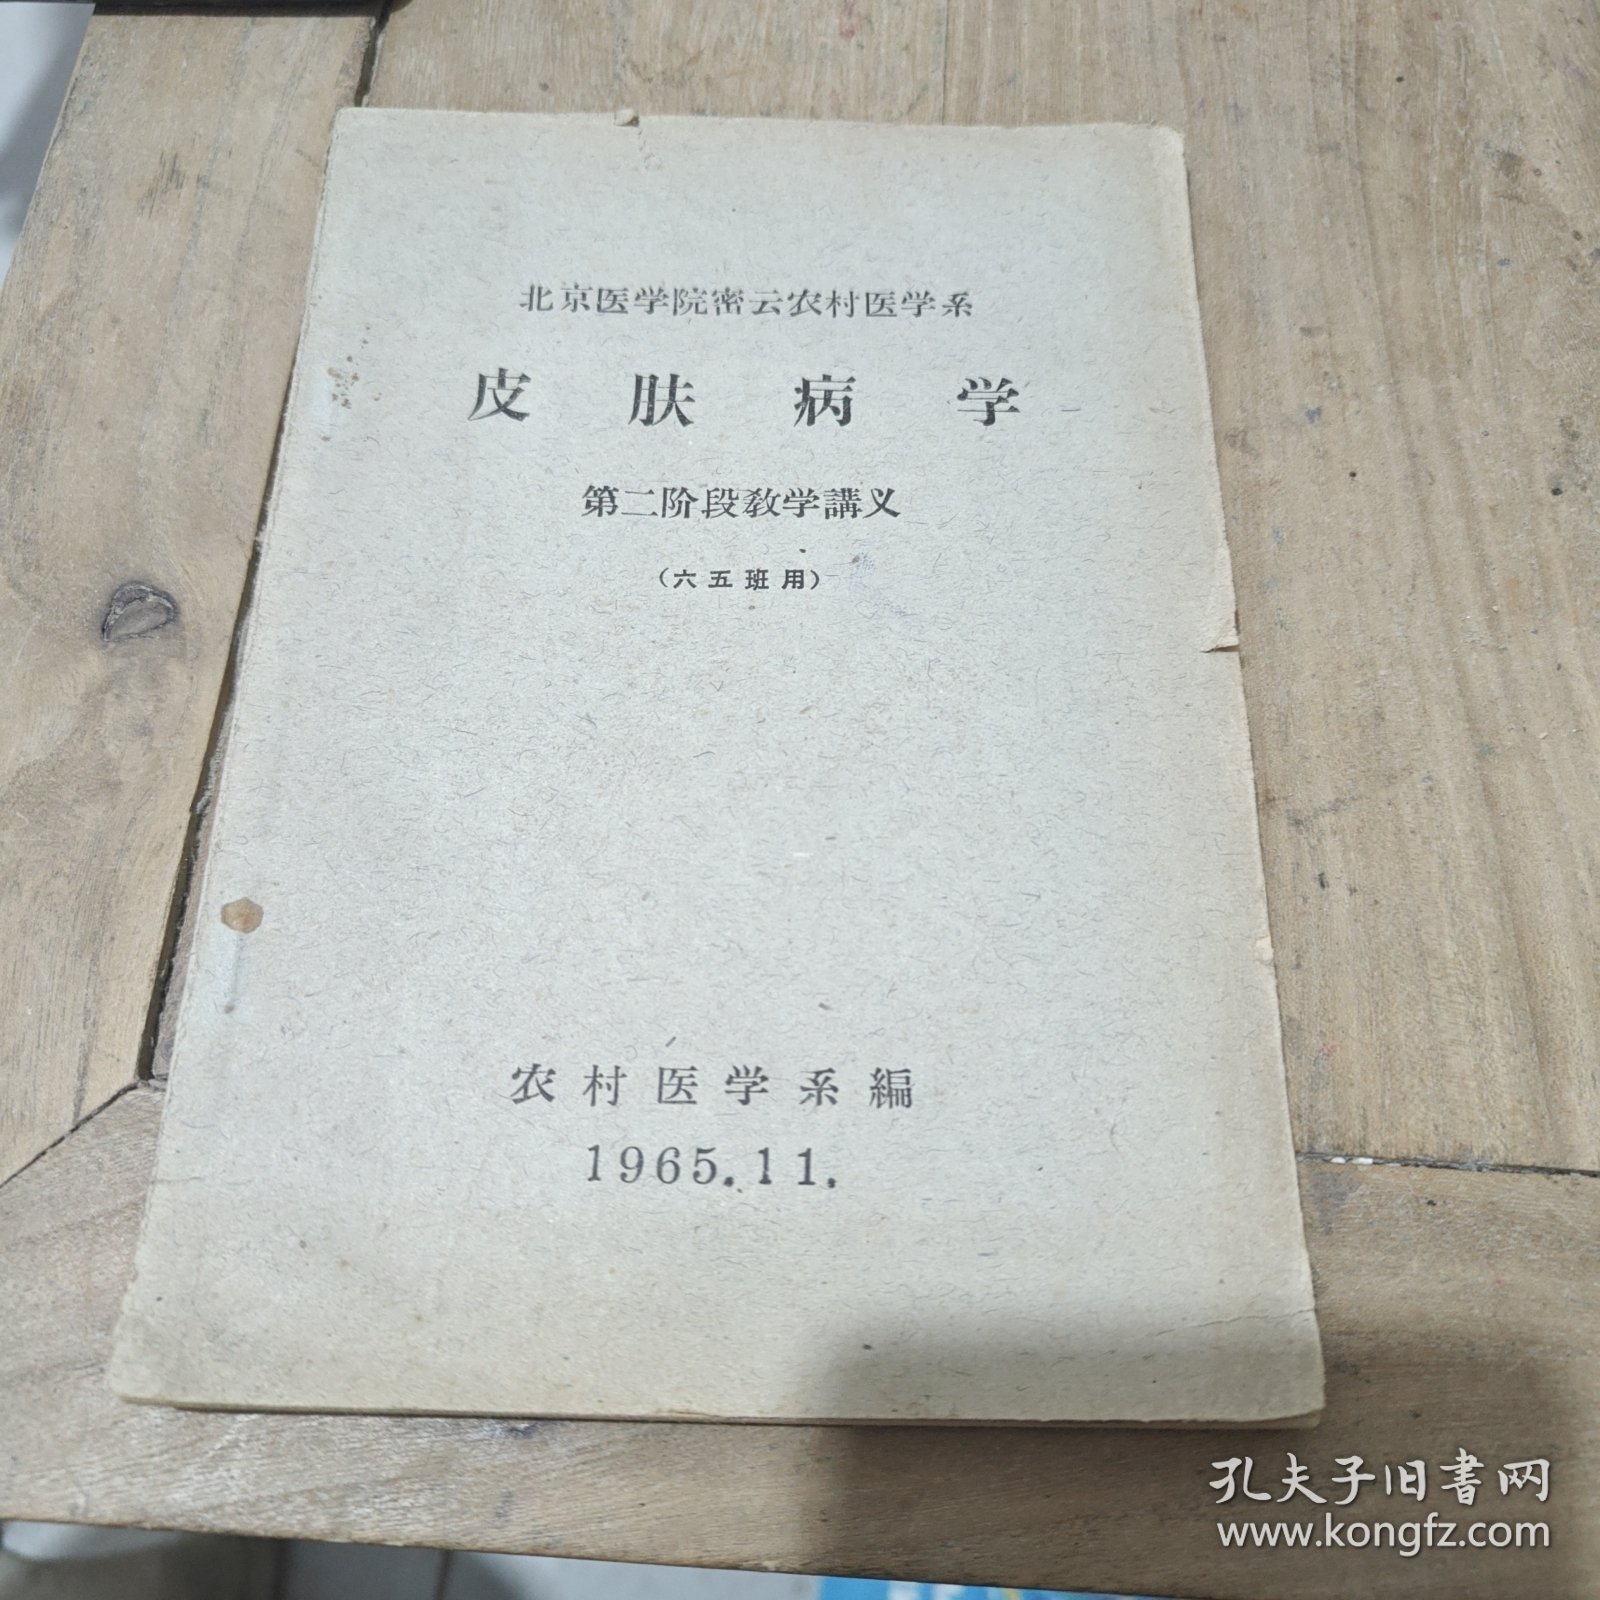 北京医学院密云农村医学系
皮肤病学
第二阶段教学講义
（六五班用）
农村医学系編
1965.11.
孔夫子旧書网
www.kongfz.com